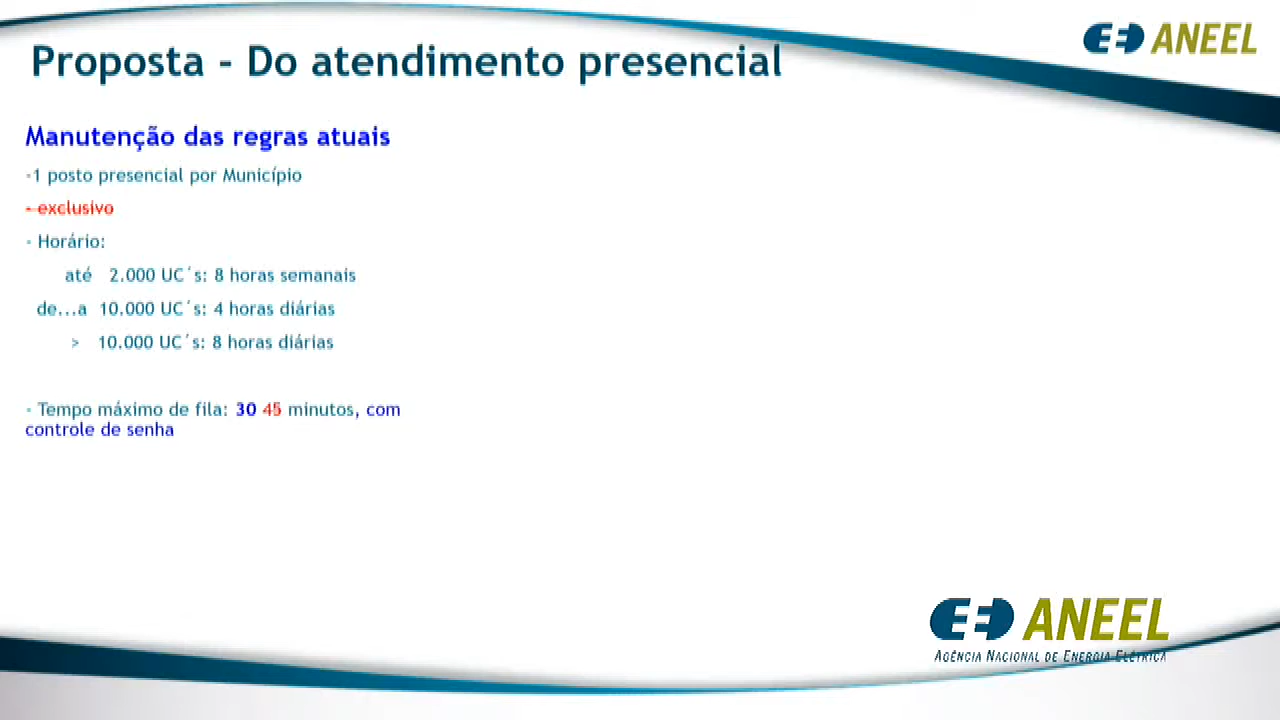 ANEEL
Proposta - Do atendimento presencial
Manutenção das regras atuais
•1 posto presencial por Município
- exclusivo
• Horário:
até 2.000 UC´s: 8 horas semanais
de...a 10.000 UC´s: 4 horas diárias
> 10.000 UC´s: 8 horas diárias
• Tempo máximo de fila: 30 45 minutos, com
controle de senha
ANEEL
AGÊNCIA NACIONAL DE ENERGIA ELÉTRICA